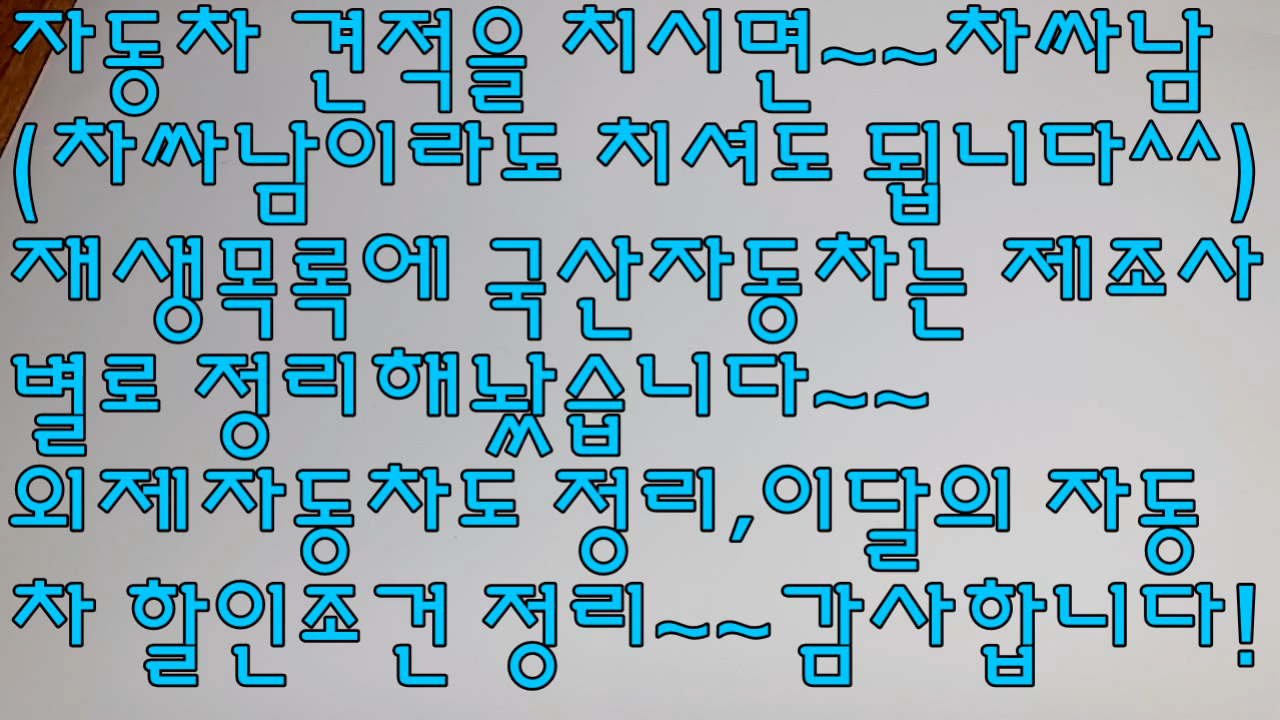 자동차 견적을 치시면~~차싸남
(차싸남이라도 치셔도 됩니다^^)
재생목록에 국산자동차는 제조사
별로 정리해놨습니다~~
외제자동차도 정리,이달의 자동
차 할인조건 정리~~감사합니다!